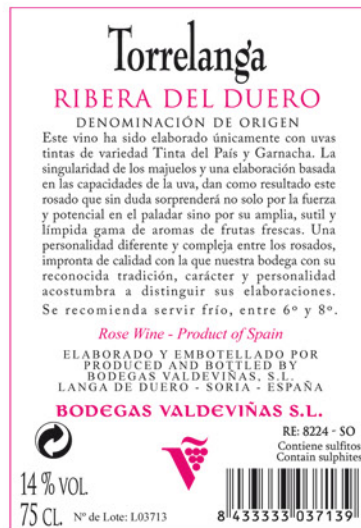 Torrelanga
RIBERA DEL DUERO
DENOMINACIÓN DE ORIGEN
Este vino ha sido elaborado únicamente con uvas
tintas de variedad Tinta del País y Garnacha. La
singularidad de los majuelos y una elaboración basada
en las capacidades de la uva, dan como resultado este
rosado que sin duda sorprenderá no solo por la fuerza
y potencial en el paladar sino por su amplia, sutil y
límpida gama de aromas de frutas frescas. Una
personalidad diferente y compleja entre los rosados,
impronta de calidad con la que nuestra bodega con su
reconocida tradición, carácter y personalidad
acostumbra a distinguir sus elaboraciones.
Se recomienda servir frío, entre 6º y 8º.
Rose Wine - Product of Spain
ELABORADO Y EMBOTELLADO POR
PRODUCED AND BOTTLED BY
BODEGAS VALDEVIÑAS, S.L.
LANGA DE DUERO - SORIA - ESPAÑA
BODEGAS VALDEVIÑAS S.L.
RE: 8224 - SO
Contiene sulfitos
Contain sulphites
14 % VOL.
75 CL. Nº de Lote: L03713
8 433333 037139